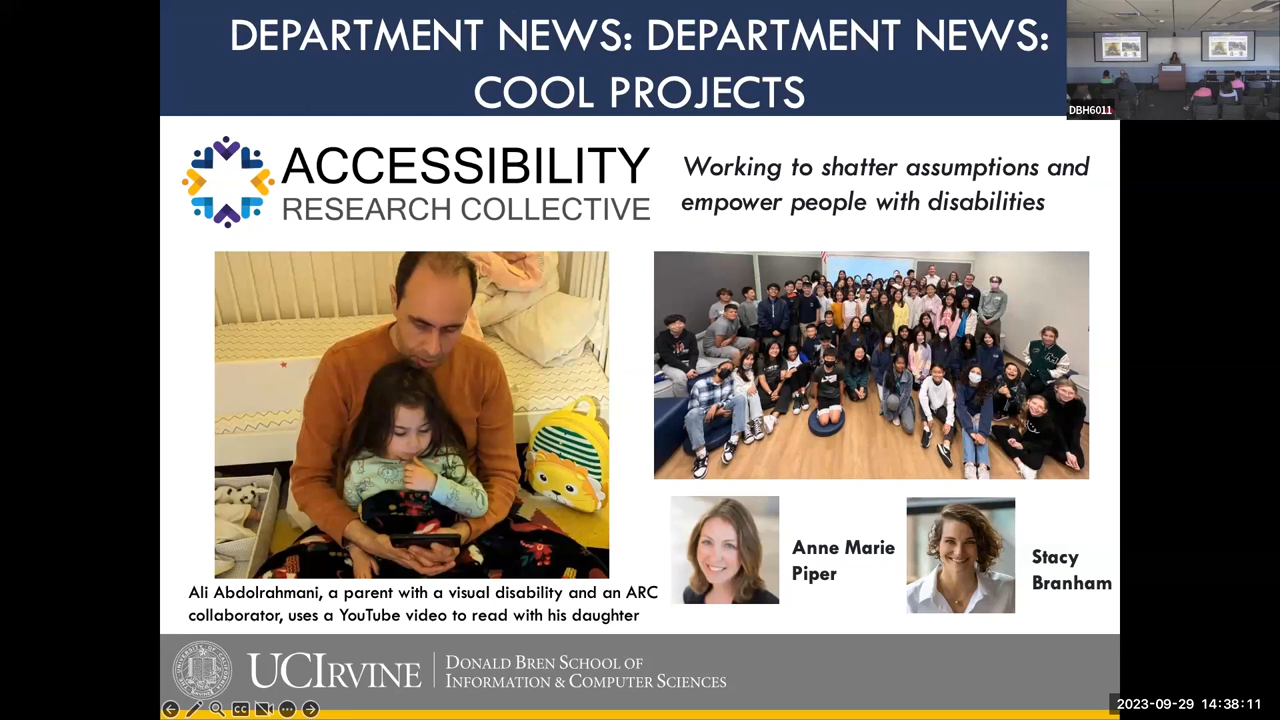 DEPARTMENT NEWS: DEPARTMENT NEWS:
COOL PROJECTS
DBH6011
ACCESSIBILITY
RESEARCH COLLECTIVE
Working to shatter assumptions and
empower people with disabilities
Anne Marie
Piper
Stacy
Branham
Ali Abdolrahmani, a parent with a visual disability and an ARC
collaborator, uses a YouTube video to read with his daughter
UCIRVINE
DONALD BREN SCHOOL OF
INFORMATION & COMPUTER SCIENCES
CC
2023-09-29 14:38:11